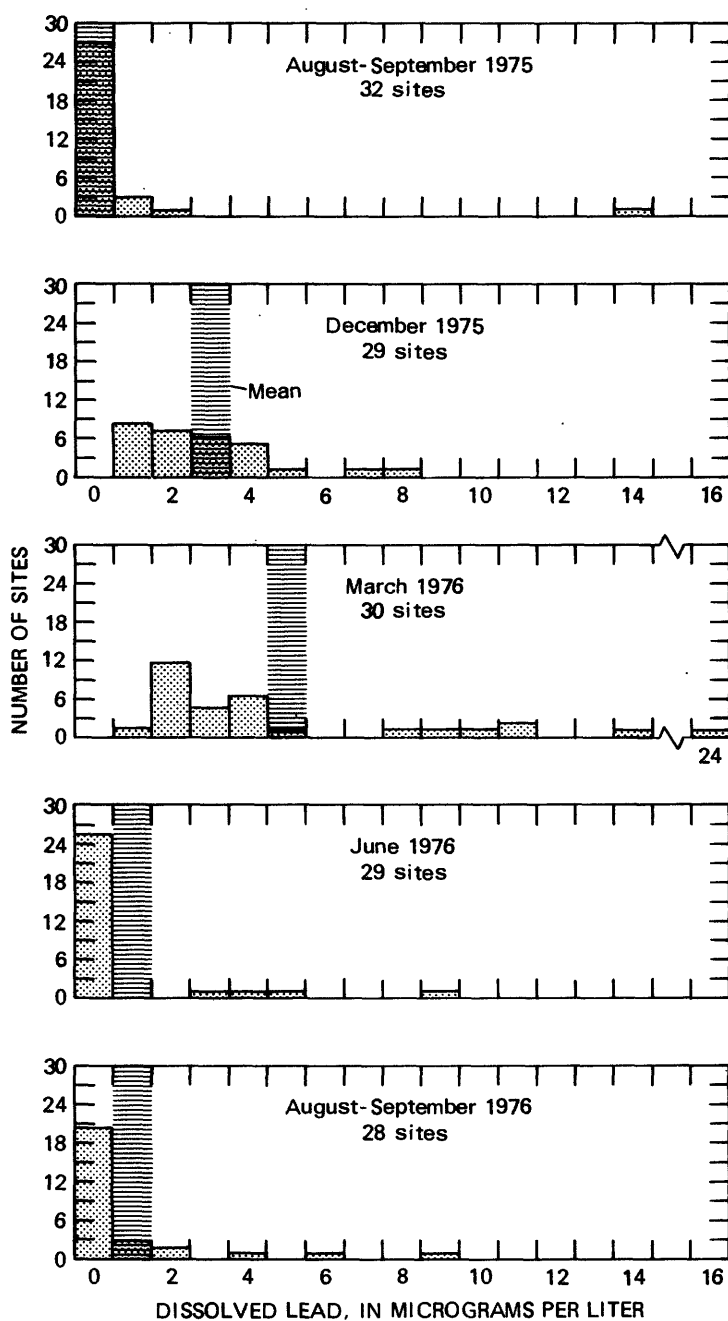 30
24
18
12
6
0
August-September 1975
32 sites
30
24
18
12
6
0
December 1975
29 sites
Mean
0 2 4 6 8 10 12 14 16
NUMBER OF SITES
30
24
18
12
6
0
March 1976
30 sites
24
30
24
18
12
6
0
June 1976
29 sites
30
24
18
12
6
0
August-September 1976
28 sites
0 2 4 6 8 10 12 14 16
DISSOLVED LEAD, IN MICROGRAMS PER LITER